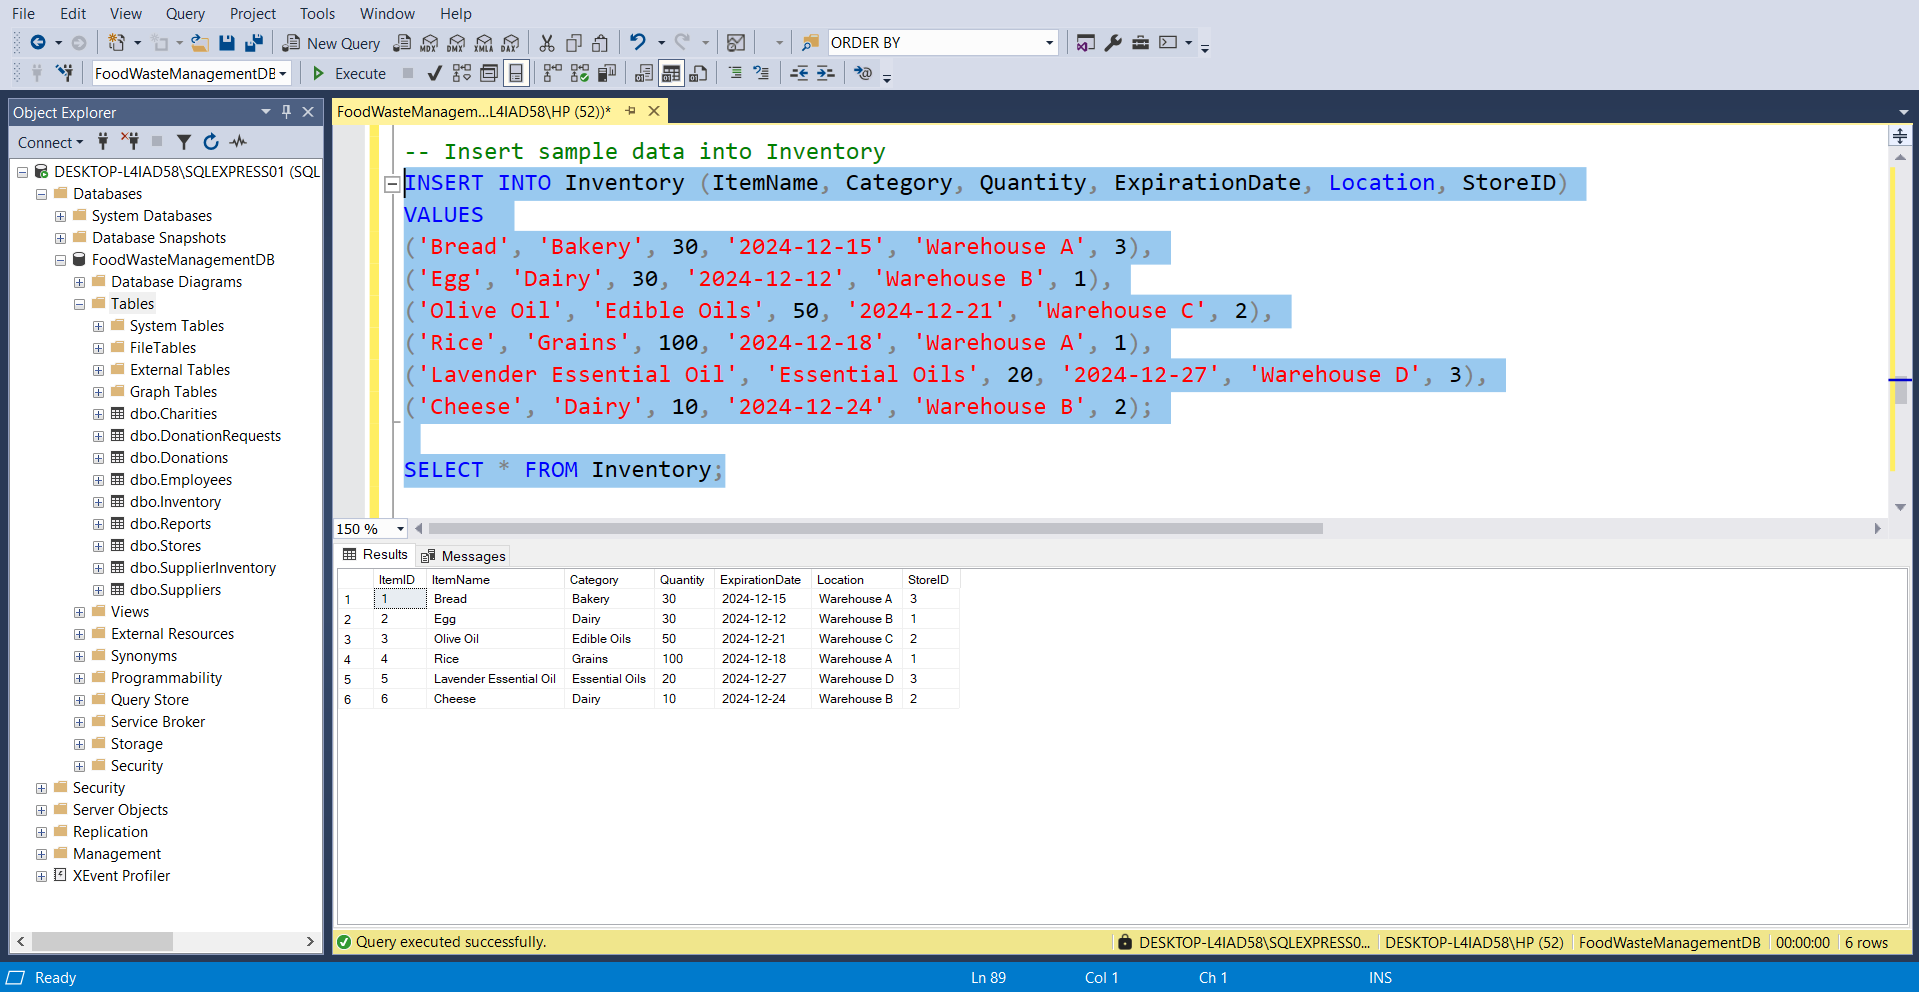 File Edit View Query Project Tools Window Help
New Query MDX DMX XMLA DAX ORDER BY
FoodWasteManagementDB Execute
Object Explorer
Connect
DESKTOP-L4IAD58\SQLEXPRESS01 (SQL
Databases
System Databases
Database Snapshots
FoodWasteManagementDB
Database Diagrams
Tables
System Tables
FileTables
External Tables
Graph Tables
dbo.Charities
dbo.DonationRequests
dbo.Donations
dbo.Employees
dbo.Inventory
dbo.Reports
dbo.Stores
dbo.SupplierInventory
dbo.Suppliers
Views
External Resources
Synonyms
Programmability
Query Store
Service Broker
Storage
Security
Security
Server Objects
Replication
Management
XEvent Profiler
FoodWasteManagem...L4IAD58\HP (52))*
-- Insert sample data into Inventory
INSERT INTO Inventory (ItemName, Category, Quantity, ExpirationDate, Location, StoreID)
VALUES
('Bread', 'Bakery', 30, '2024-12-15', 'Warehouse A', 3),
('Egg', 'Dairy', 30, '2024-12-12', 'Warehouse B', 1),
('Olive Oil', 'Edible Oils', 50, '2024-12-21', 'Warehouse C', 2),
('Rice', 'Grains', 100, '2024-12-18', 'Warehouse A', 1),
('Lavender Essential Oil', 'Essential Oils', 20, '2024-12-27', 'Warehouse D', 3),
('Cheese', 'Dairy', 10, '2024-12-24', 'Warehouse B', 2);
SELECT * FROM Inventory;
150 %
Results Messages
ItemID ItemName Category Quantity ExpirationDate Location StoreID
1 1 Bread Bakery 30 2024-12-15 Warehouse A 3
2 2 Egg Dairy 30 2024-12-12 Warehouse B 1
3 3 Olive Oil Edible Oils 50 2024-12-21 Warehouse C 2
4 4 Rice Grains 100 2024-12-18 Warehouse A 1
5 5 Lavender Essential Oil Essential Oils 20 2024-12-27 Warehouse D 3
6 6 Cheese Dairy 10 2024-12-24 Warehouse B 2
Query executed successfully. DESKTOP-L4IAD58\SQLEXPRESS0... DESKTOP-L4IAD58\HP (52) FoodWasteManagementDB 00:00:00 6 rows
Ready Ln 89 Col 1 Ch 1 INS